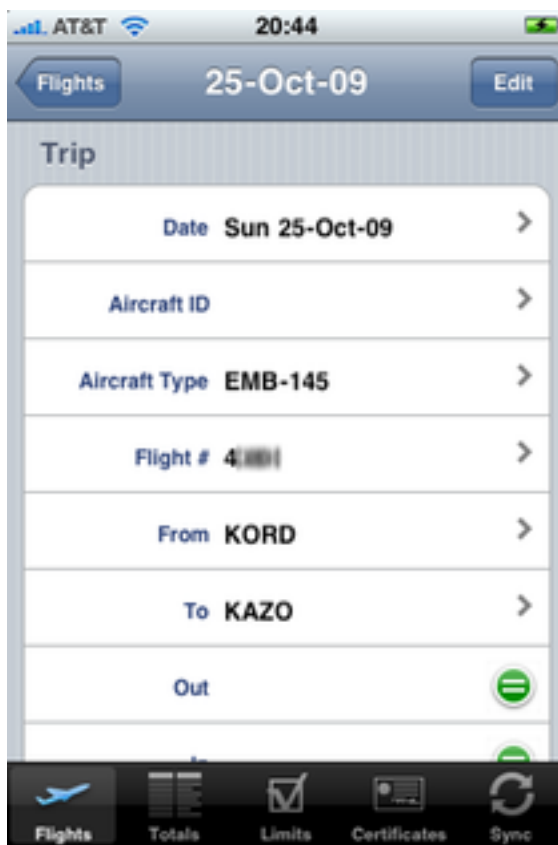 AT&T 20:44
Flights 25-Oct-09 Edit
Trip
Date Sun 25-Oct-09
Aircraft ID
Aircraft Type EMB-145
Flight # 4
From KORD
To KAZO
Out
Flights Totals Limits Certificates Sync